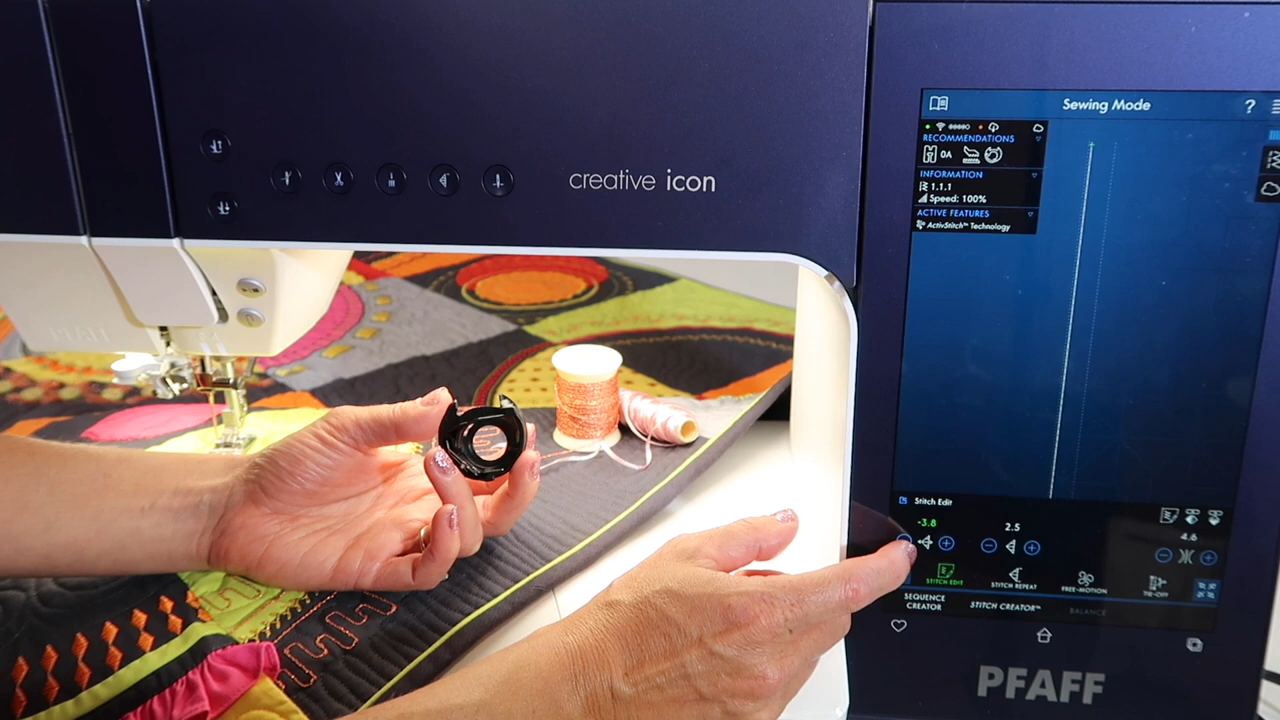 creative icon
PFAFF
Sewing Mode
?
RECOMMENDATIONS
0A
INFORMATION
1.1.1
Speed: 100%
ACTIVE FEATURES
ActivStitch™ Technology
Stitch Edit
-3.8
2.5
4.6
STITCH EDIT
STITCH REPEAT
FREE-MOTION
TIE-OFF
SEQUENCE
CREATOR
STITCH CREATOR™
BALANCE
PFAFF